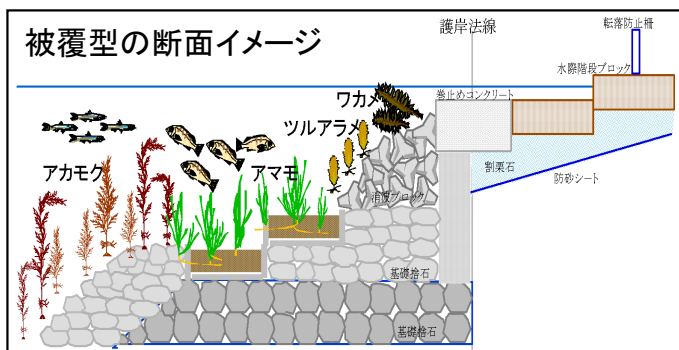 被覆型の断面イメージ
護岸法線
転落防止柵
水際階段ブロック
巻止めコンクリート
ワカメ
ツルアラメ
アマモ
アカモク
消波ブロック
割栗石
防砂シート
基礎捨石
基礎捨石